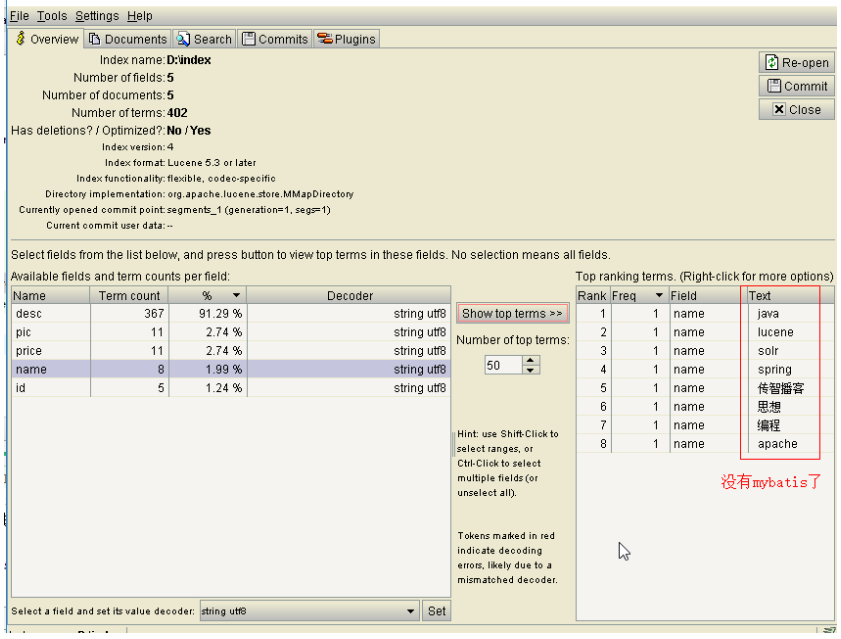 File Tools Settings Help
Overview Documents Search Commits Plugins
Index name: D:\index
Number of fields: 5
Number of documents: 5
Number of terms: 402
Has deletions? / Optimized?: No / Yes
Index version: 4
Index format: Lucene 5.3 or later
Index functionality: flexible, codec-specific
Directory implementation: org.apache.lucene.store.MMapDirectory
Currently opened commit point: segments_1 (generation=1, segs=1)
Current commit user data: --
Re-open
Commit
Close
Select fields from the list below, and press button to view top terms in these fields. No selection means all fields.
Available fields and term counts per field:
Name Term count % Decoder
desc 367 91.29 % string utf8
pic 11 2.74 % string utf8
price 11 2.74 % string utf8
name 8 1.99 % string utf8
id 5 1.24 % string utf8
Show top terms >>
Number of top terms:
50
Hint: use Shift-Click to
select ranges, or
Ctrl-Click to select
multiple fields (or
unselect all).
Tokens marked in red
indicate decoding
errors, likely due to a
mismatched decoder.
Top ranking terms. (Right-click for more options)
Rank Freq Field Text
1 1 name java
2 1 name lucene
3 1 name solr
4 1 name spring
5 1 name 传智播客
6 1 name 思想
7 1 name 编程
8 1 name apache
没有mybatis了
Select a field and set its value decoder: string utf8 Set